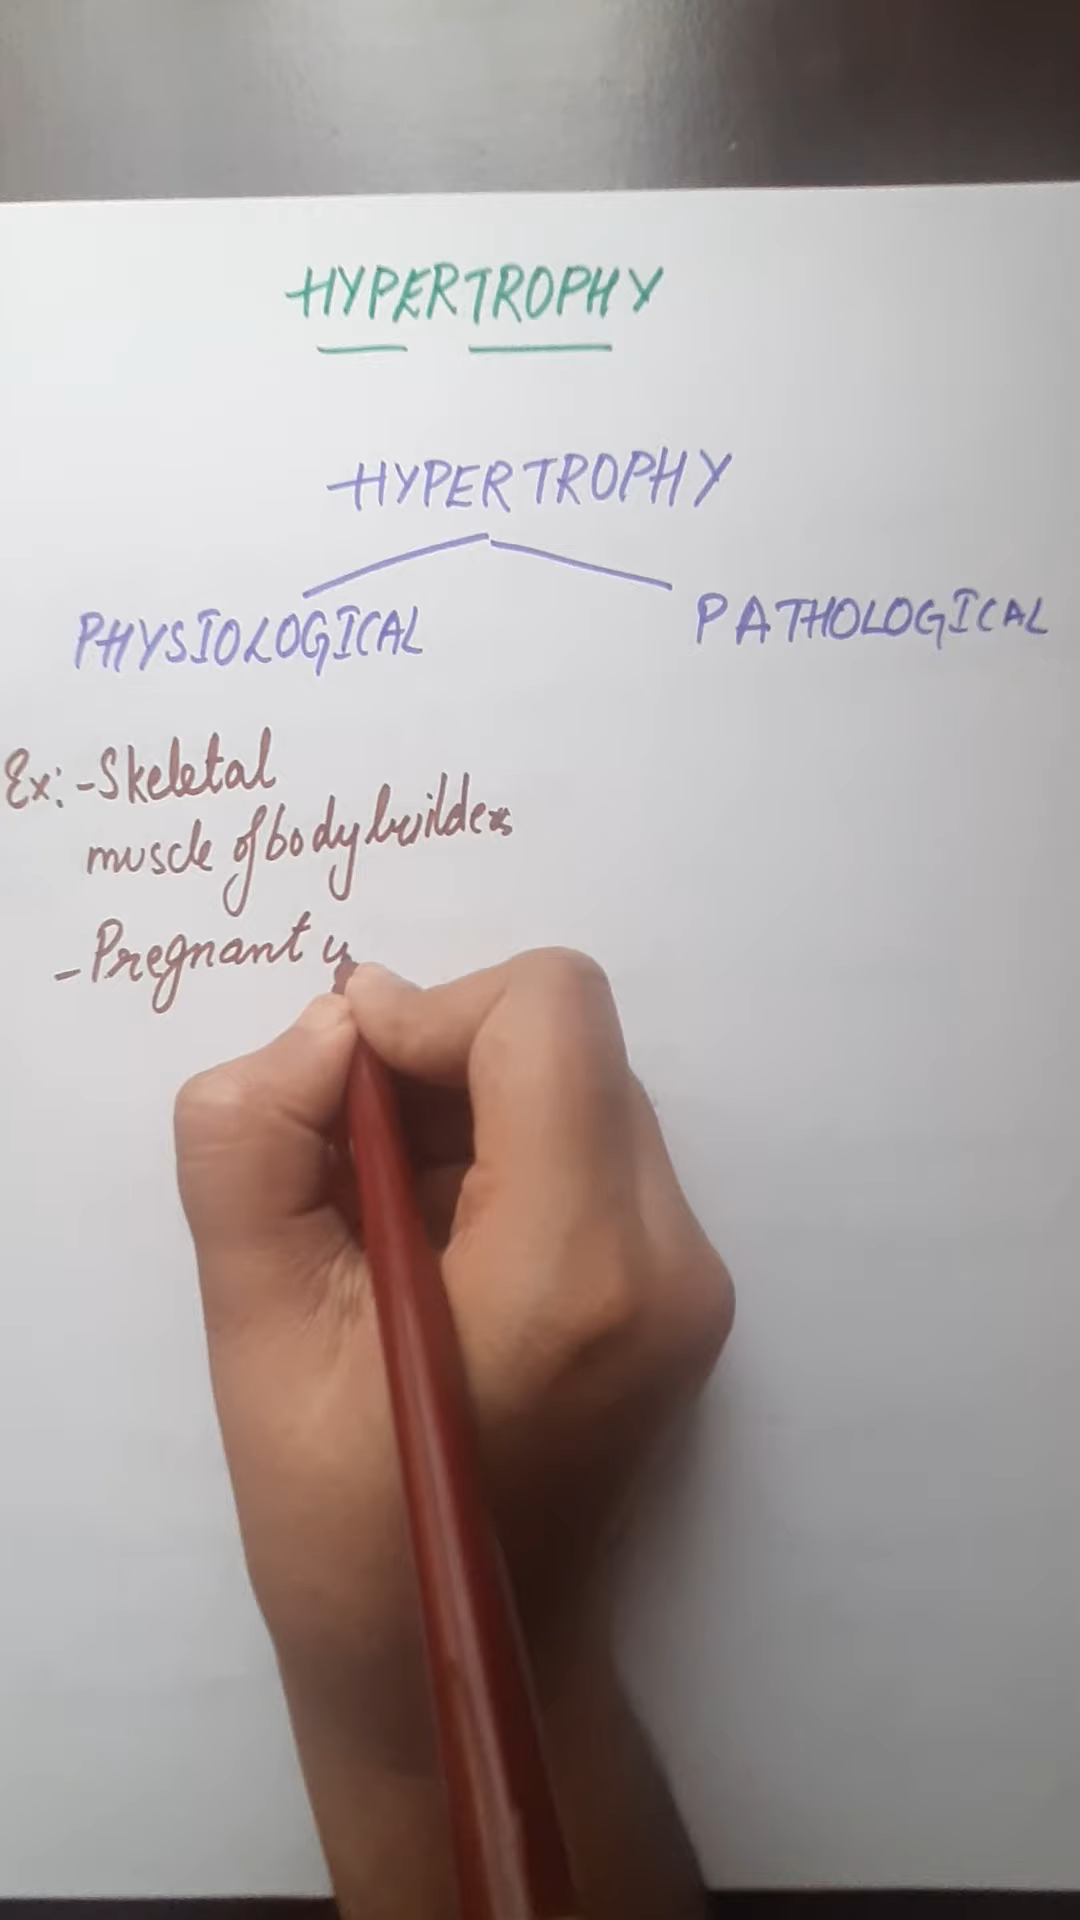 HYPERTROPHY
HYPERTROPHY
PHYSIOLOGICAL PATHOLOGICAL
Ex:- Skeletal
muscle of bodybuilders
- Pregnant u